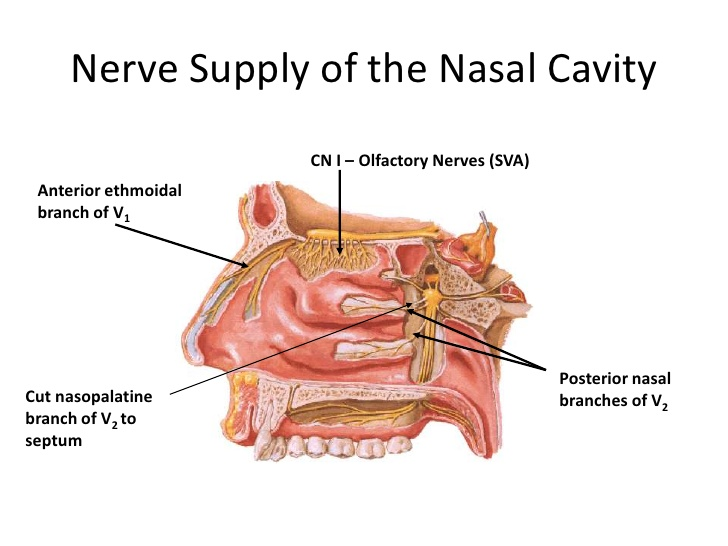 Nerve Supply of the Nasal Cavity
CN I – Olfactory Nerves (SVA)
Anterior ethmoidal
branch of V1
Cut nasopalatine
branch of V2 to
septum
Posterior nasal
branches of V2